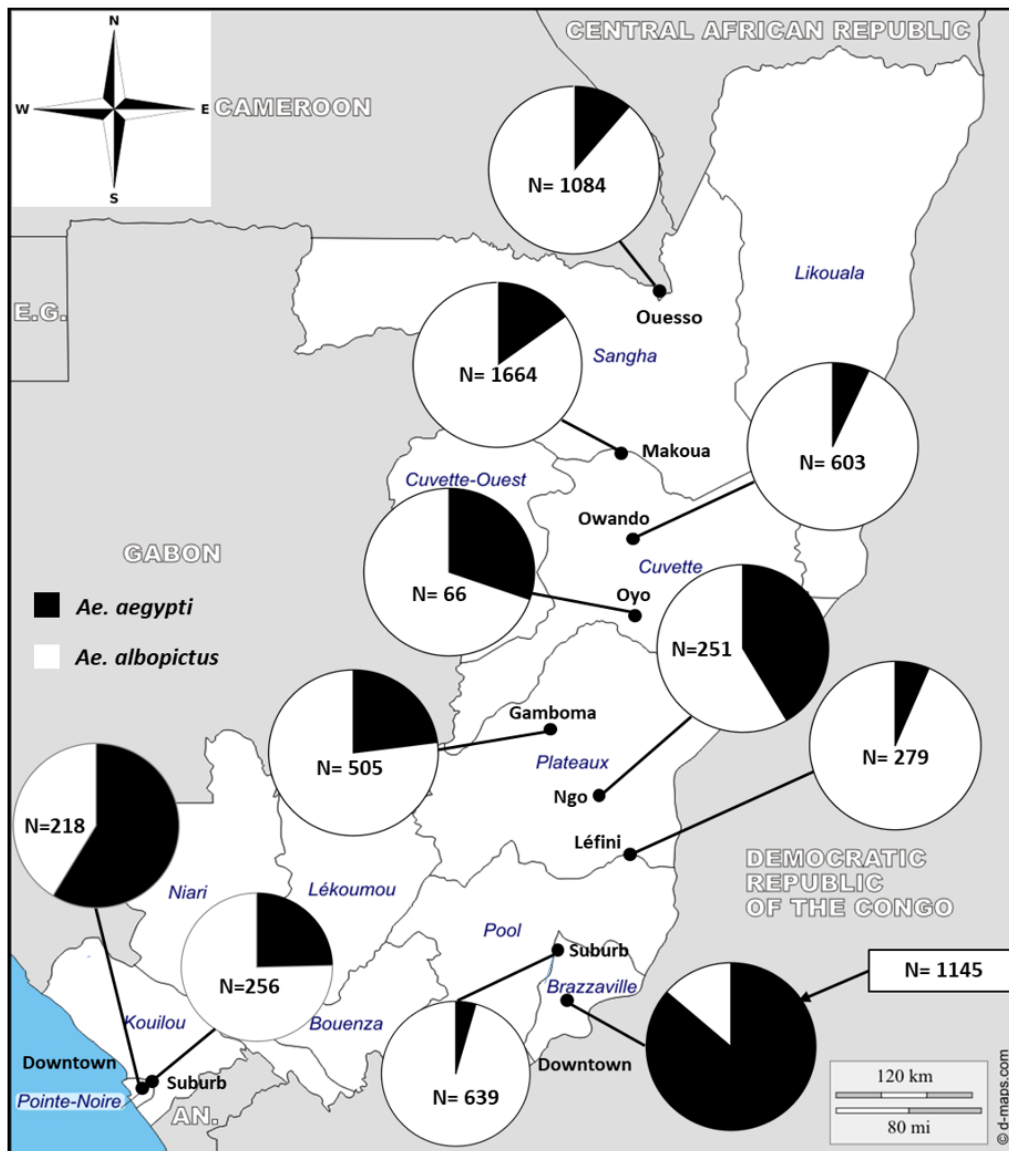 N
W
E
S
CENTRAL AFRICAN REPUBLIC
CAMEROON
N= 1084
Likouala
E.G.
Ouesso
Sangha
N= 1664
Makoua
N= 603
Cuvette-Ouest
Owando
GABON
Cuvette
N= 66
Oyo
Ae. aegypti
Ae. albopictus
N=251
Gamboma
N= 505
Plateaux
N= 279
Ngo
N=218
Léfini
DEMOCRATIC
REPUBLIC
OF THE CONGO
Niari
Lékoumou
Pool
Suburb
N= 1145
N=256
Brazzaville
Kouilou
Bouenza
Downtown
Downtown
Suburb
Pointe-Noire
AN.
N= 639
120 km
80 mi
© d-maps.com